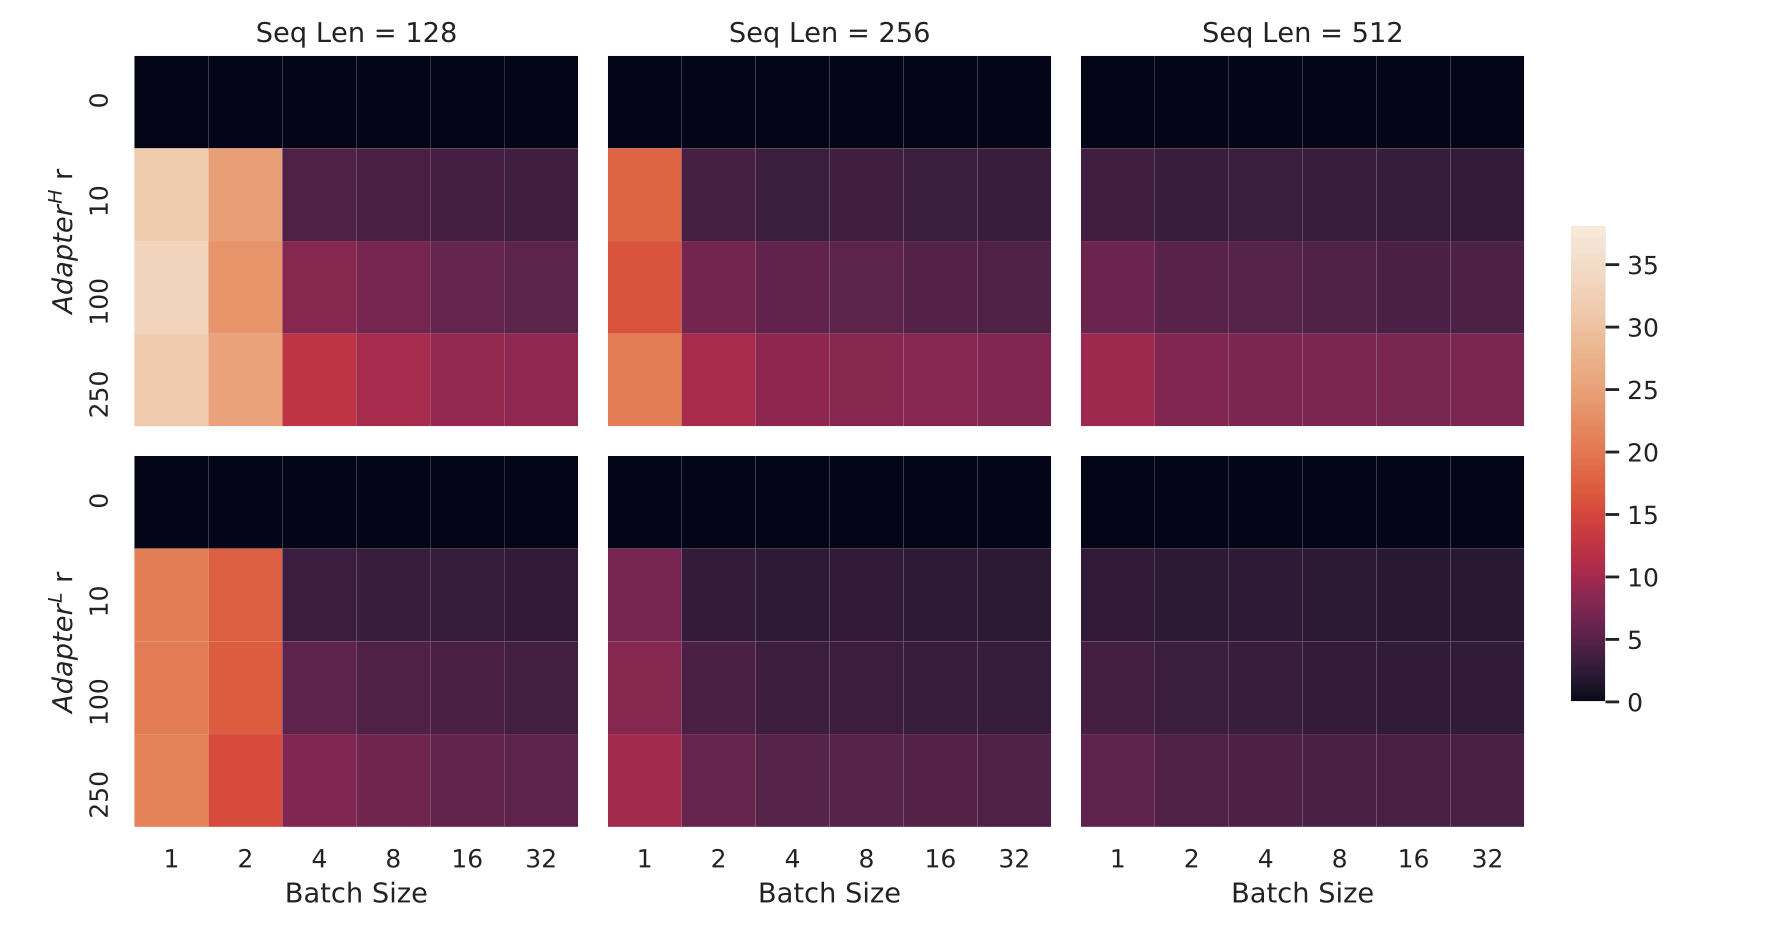 Seq Len = 128
Seq Len = 256
Seq Len = 512
Adapter^H r
0
10
100
250
Adapter^L r
0
10
100
250
35
30
25
20
15
10
5
0
1 2 4 8 16 32
1 2 4 8 16 32
1 2 4 8 16 32
Batch Size
Batch Size
Batch Size